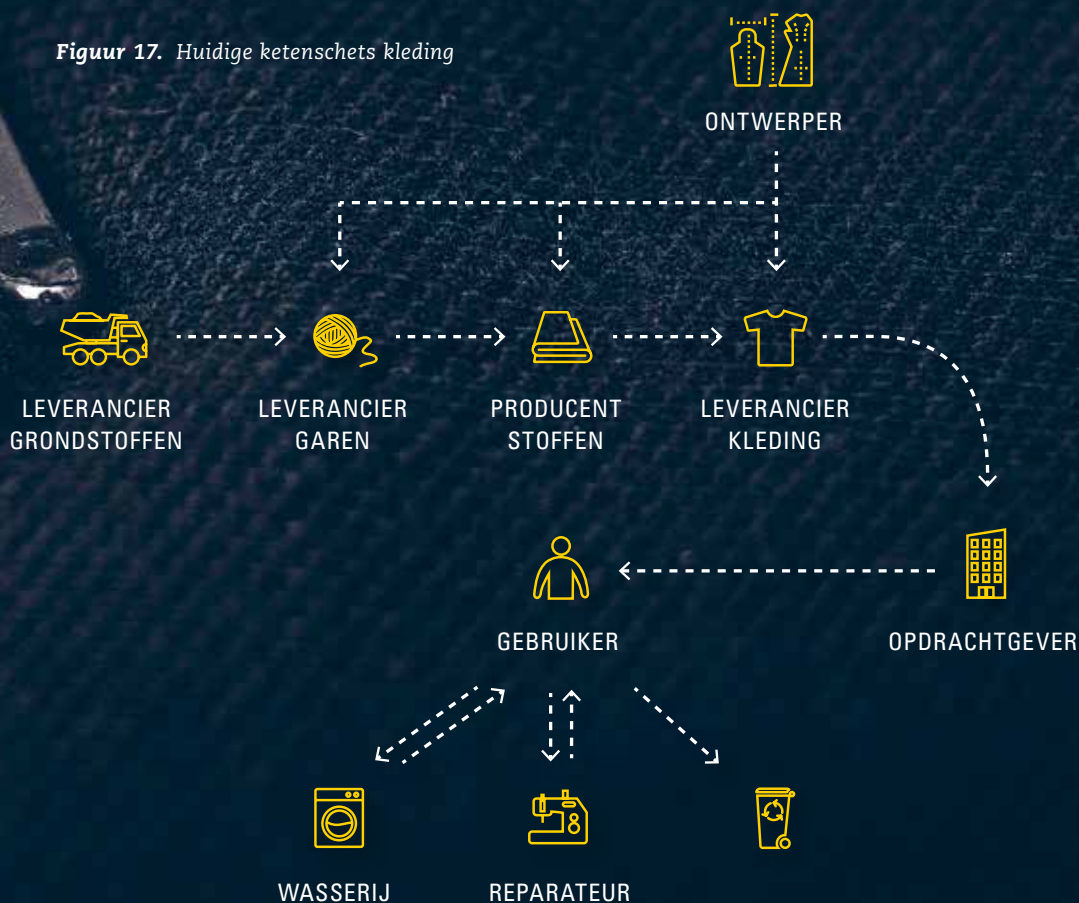 Figuur 17. Huidige ketenschets kleding
ONTWERPER
LEVERANCIER
GRONDSTOFFEN
LEVERANCIER
GAREN
PRODUCENT
STOFFEN
LEVERANCIER
KLEDING
GEBRUIKER
OPDRACHTGEVER
WASSERIJ
REPARATEUR